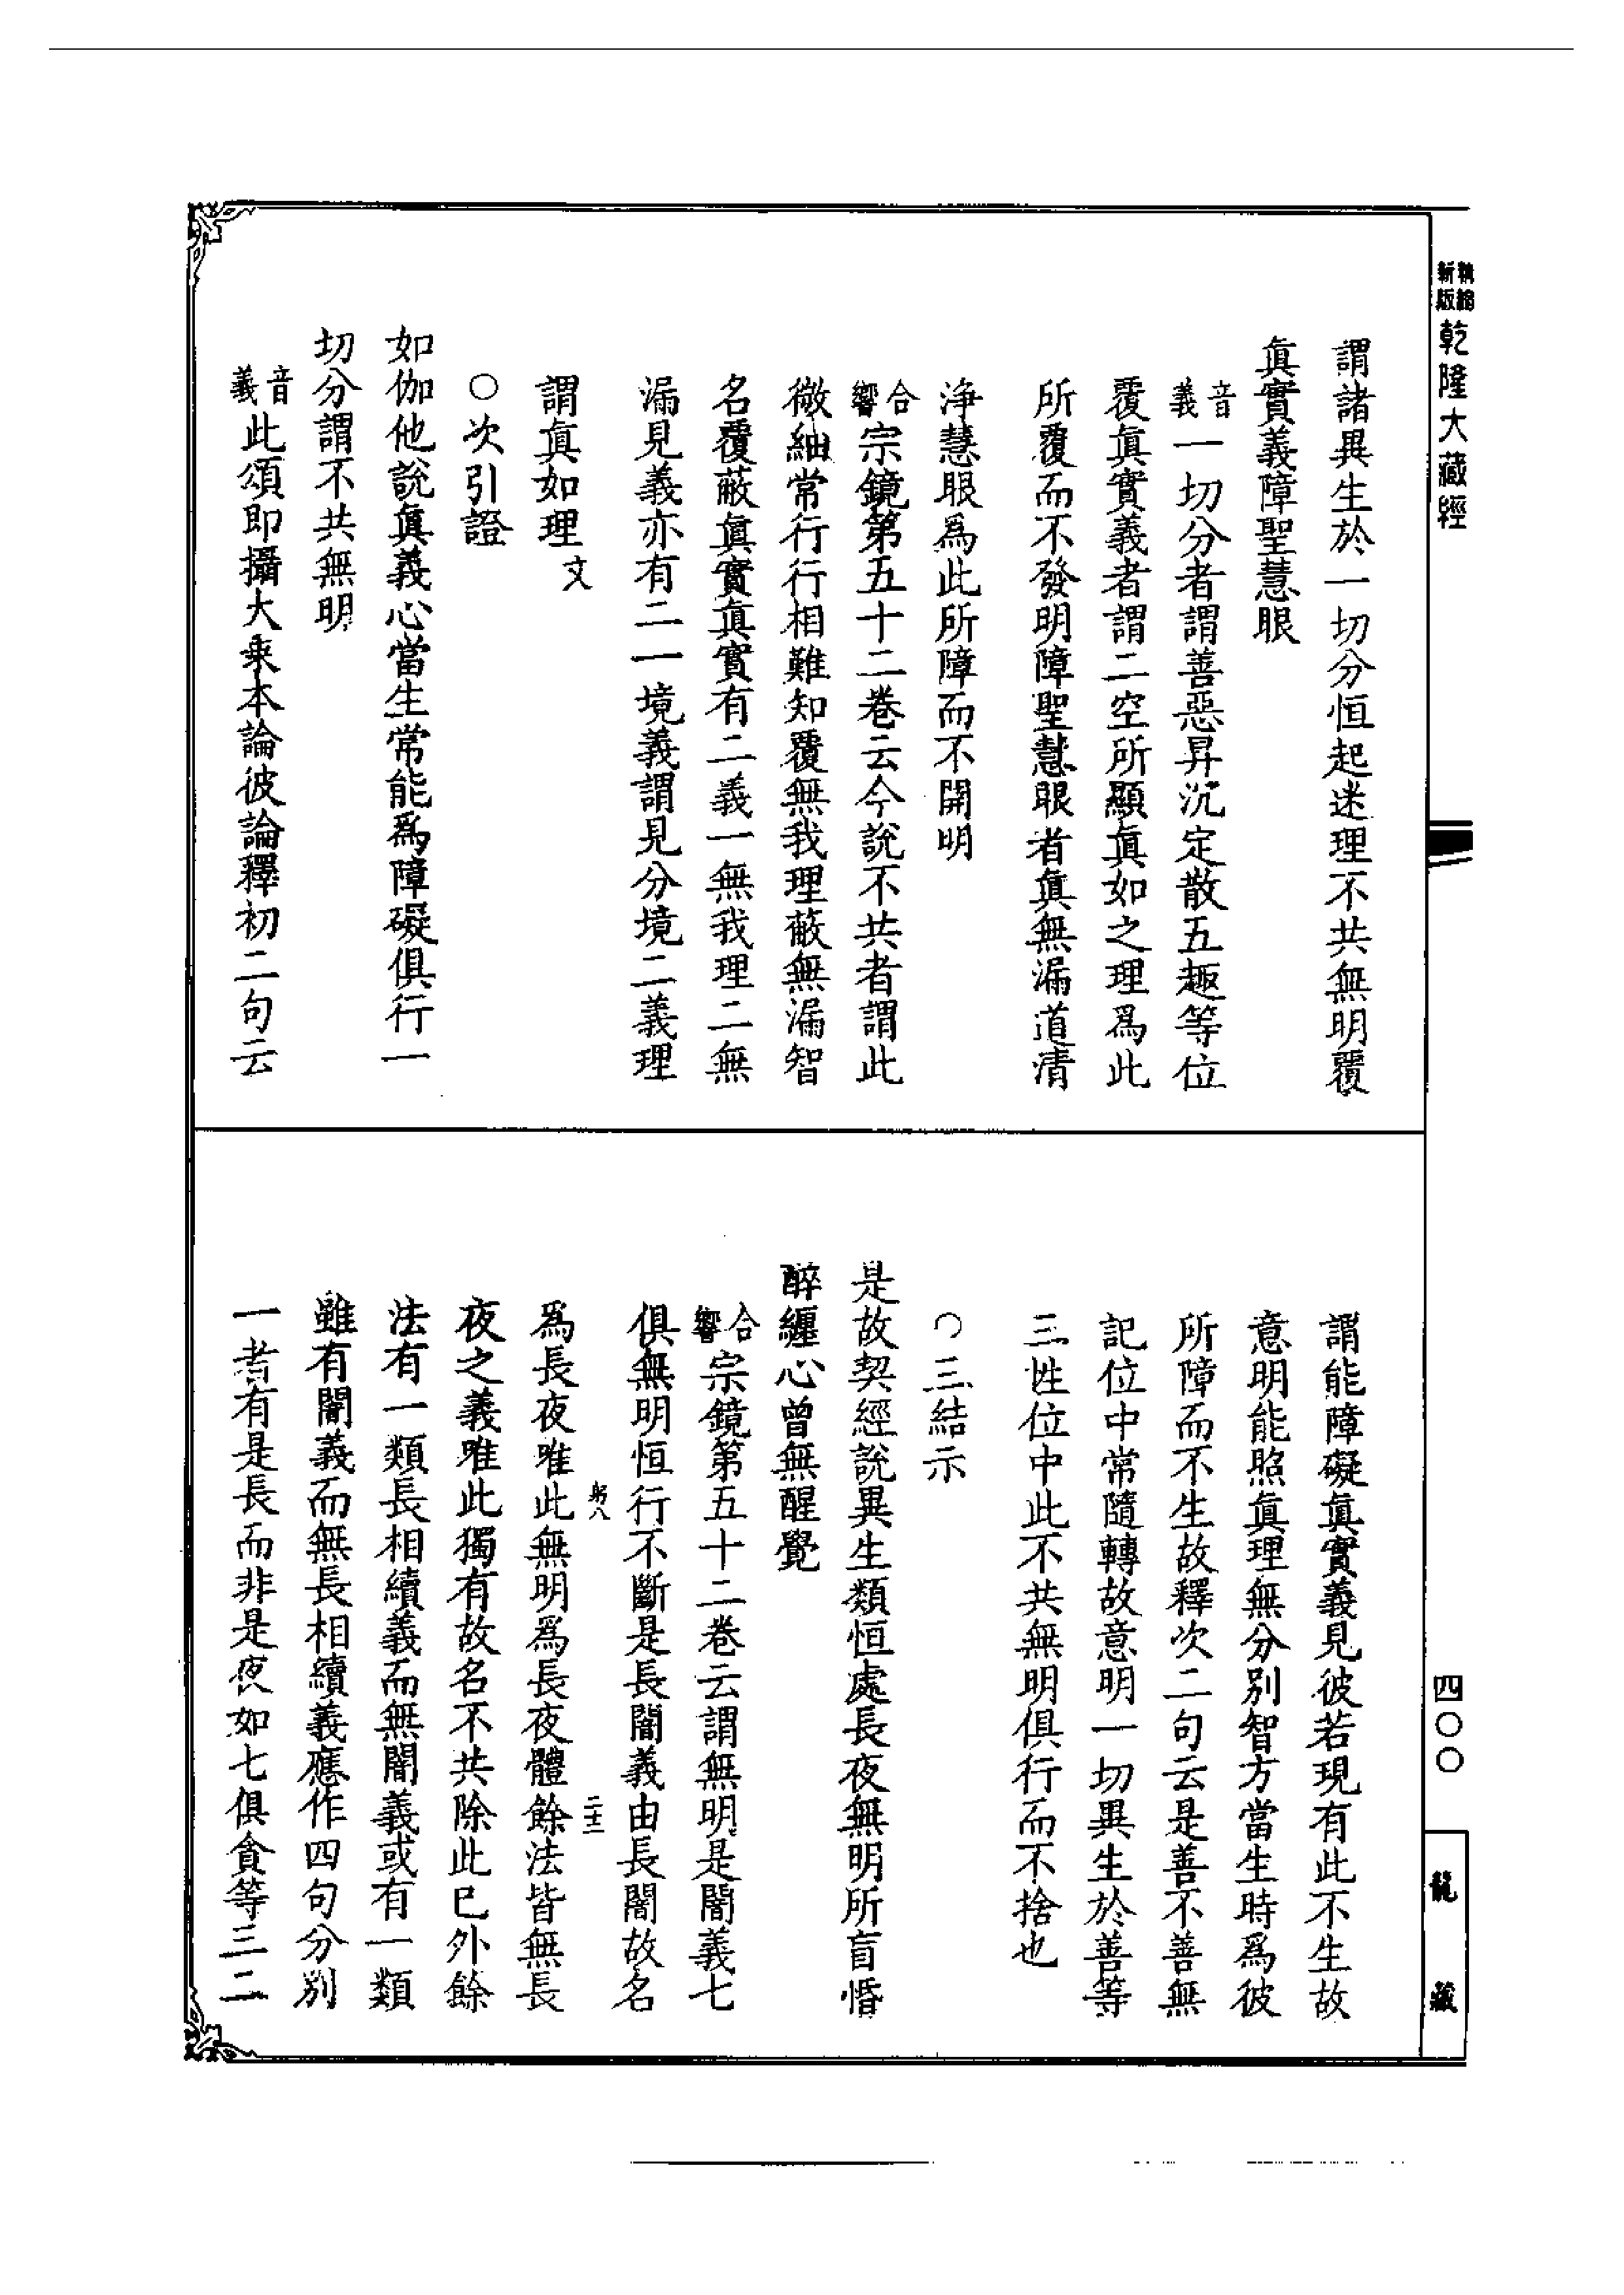 精縮
新版
乾隆大藏經
謂諸異生於一切分恒起迷理不共無明覆
眞實義障聖慧眼
音義一切分者謂善惡昇沉定散五趣等位
覆眞實義者謂二空所顯眞如之理爲此
所覆而不發明障聖慧眼者眞無漏道清
淨慧眼爲此所障而不開明
合響宗鏡第五十二卷云今說不共者謂此
微細常行行相難知覆無我理蔽無漏智
名覆蔽眞實眞實有二義一無我理二無
漏見義亦有二一境義謂見分境二義理
謂眞如理文
○次引證
如伽他說眞義心當生常能爲障礙俱行一
切分謂不共無明
音義此頌即攝大乗本論彼論釋初二句云
謂能障礙眞實義見彼若現有此不生故
意明能照眞理無分別智方當生時爲彼
所障而不生故釋次二句云是善不善無
記位中常隨轉故意明一切異生於善等
三性位中此不共無明俱行而不捨也
○三結示
是故契經說異生類恒處長夜無明所盲惛
醉纏心曾無醒覺
合響宗鏡第五十二卷云謂無明是闇義七
俱無明恒行不斷是長闇義由長闇故名
躬八
二十二
爲長夜唯此無明爲長夜體餘法皆無長
夜之義唯此獨有故名不共除此已外餘
法有一類長相續義而無闇義或有一類
雖有闇義而無長相續義應作四句分別
一者有是長而非是夜如七俱貪等三二
四〇〇
龍藏